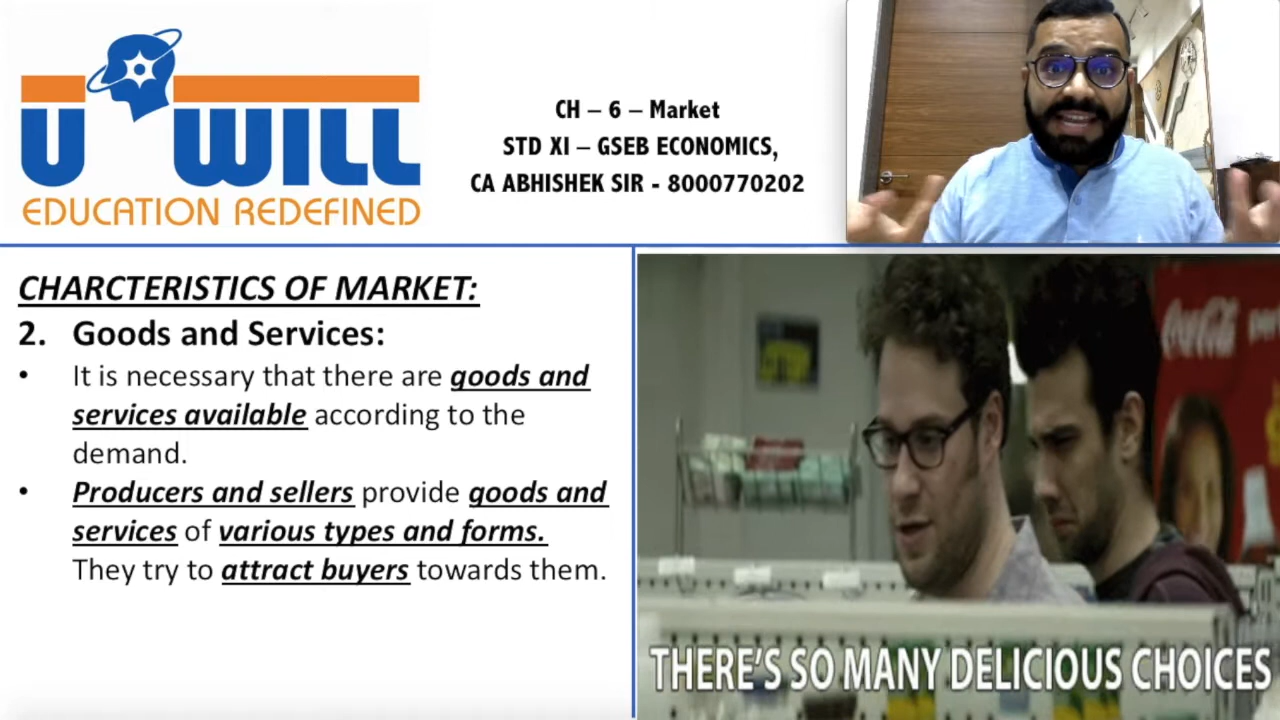 U WILL
EDUCATION REDEFINED
CH – 6 – Market
STD XI – GSEB ECONOMICS,
CA ABHISHEK SIR - 8000770202
CHARCTERISTICS OF MARKET:
2. Goods and Services:
• It is necessary that there are goods and
services available according to the
demand.
• Producers and sellers provide goods and
services of various types and forms.
They try to attract buyers towards them.
Coca-Cola
THERE'S SO MANY DELICIOUS CHOICES